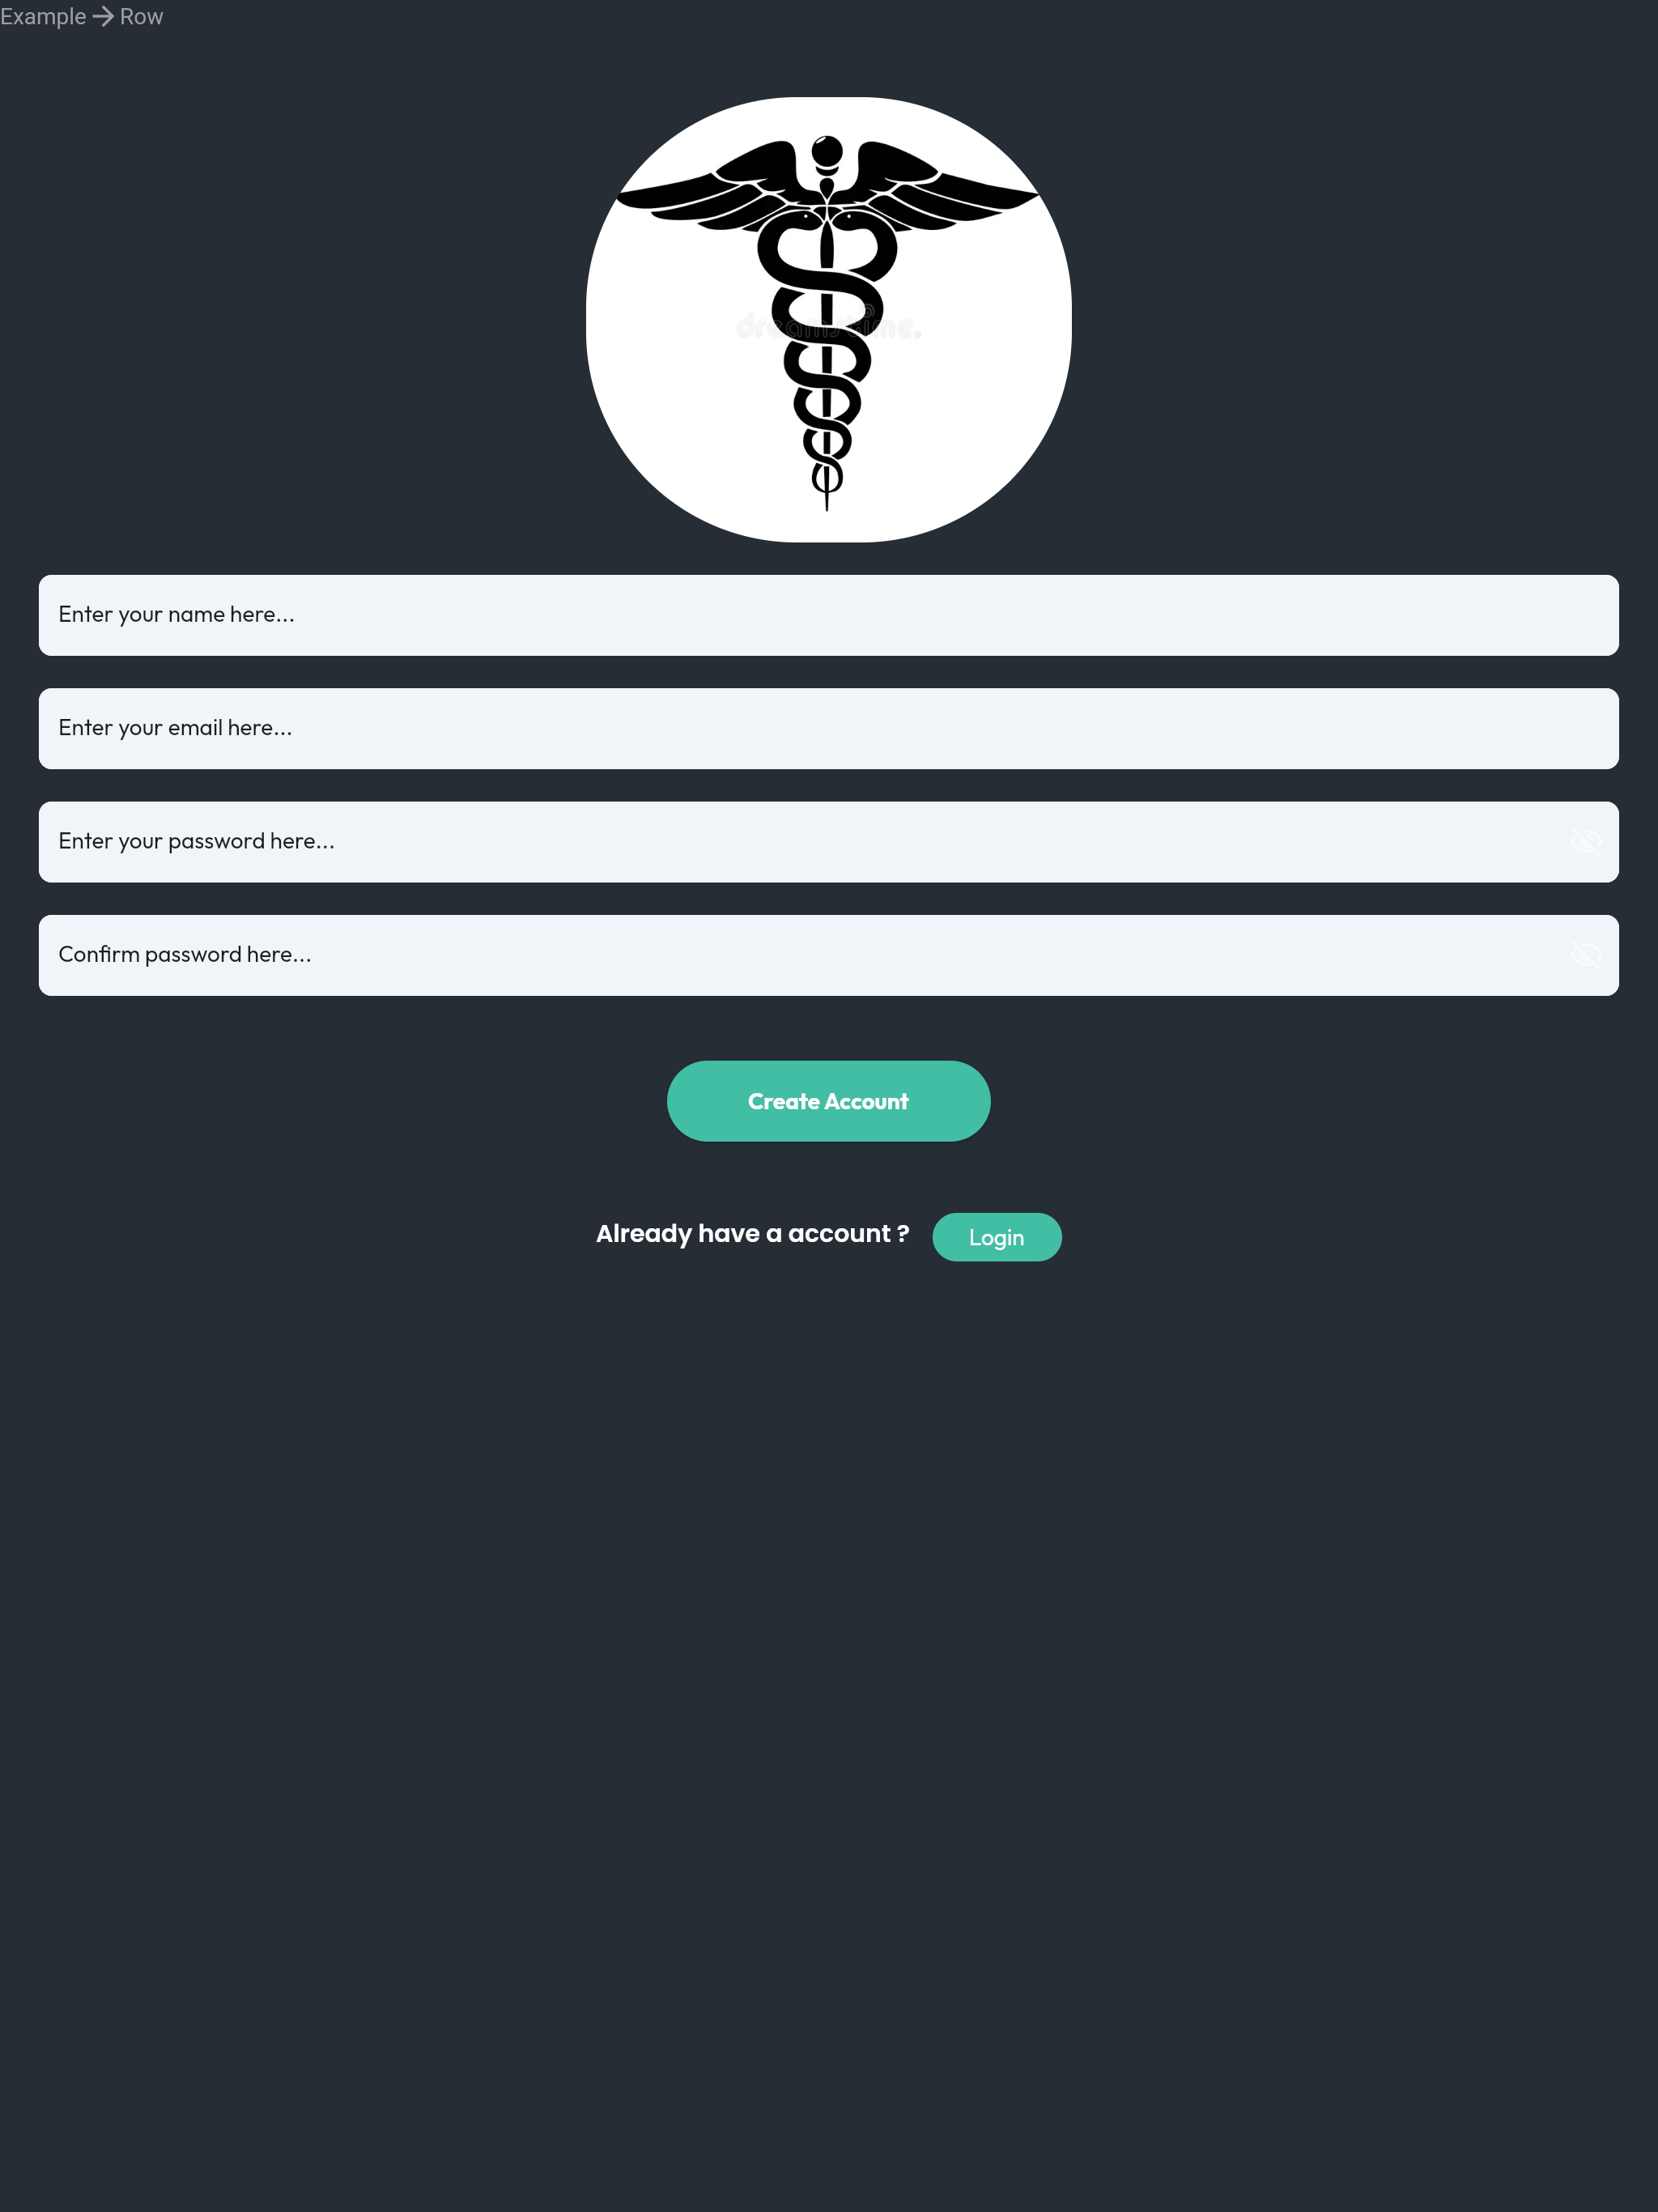 Example → Row
dreamstime.
Enter your name here...
Enter your email here...
Enter your password here...
Confirm password here...
Create Account
Already have a account ? Login